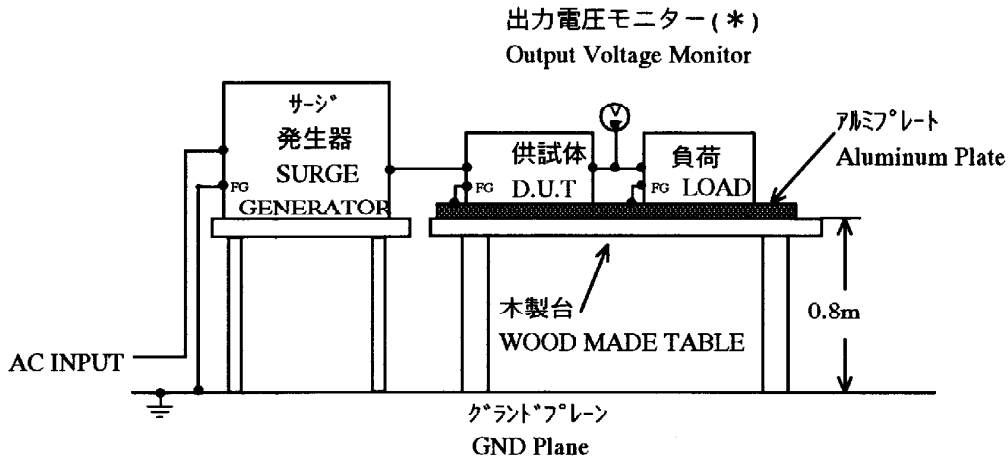 出力電圧モニター(*)
Output Voltage Monitor
サージ
発生器
SURGE
GENERATOR
FG
供試体
D.U.T
FG
V
負荷
LOAD
FG
アルミプレート
Aluminum Plate
木製台
WOOD MADE TABLE
0.8m
AC INPUT
グランドプレーン
GND Plane